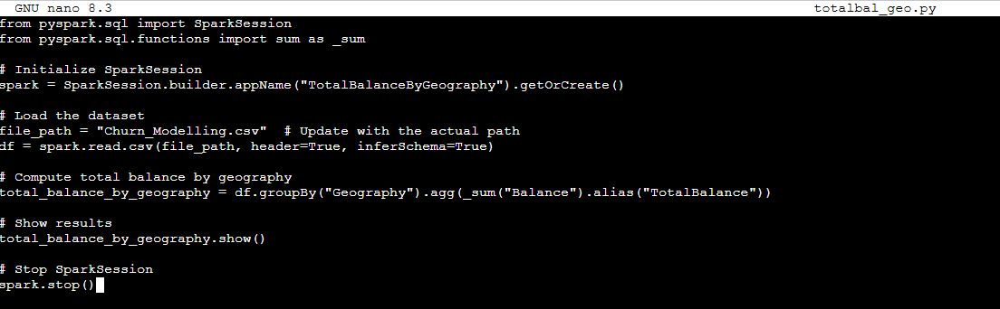 GNU nano 8.3 totalbal_geo.py
from pyspark.sql import SparkSession
from pyspark.sql.functions import sum as _sum
# Initialize SparkSession
spark = SparkSession.builder.appName("TotalBalanceByGeography").getOrCreate()
# Load the dataset
file_path = "Churn_Modelling.csv"  # Update with the actual path
df = spark.read.csv(file_path, header=True, inferSchema=True)
# Compute total balance by geography
total_balance_by_geography = df.groupBy("Geography").agg(_sum("Balance").alias("TotalBalance"))
# Show results
total_balance_by_geography.show()
# Stop SparkSession
spark.stop()